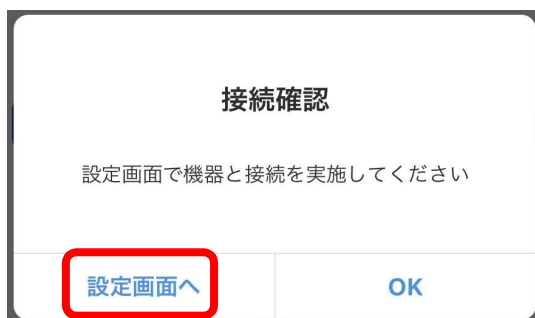 接続確認
設定画面で機器と接続を実施してください
設定画面へ OK